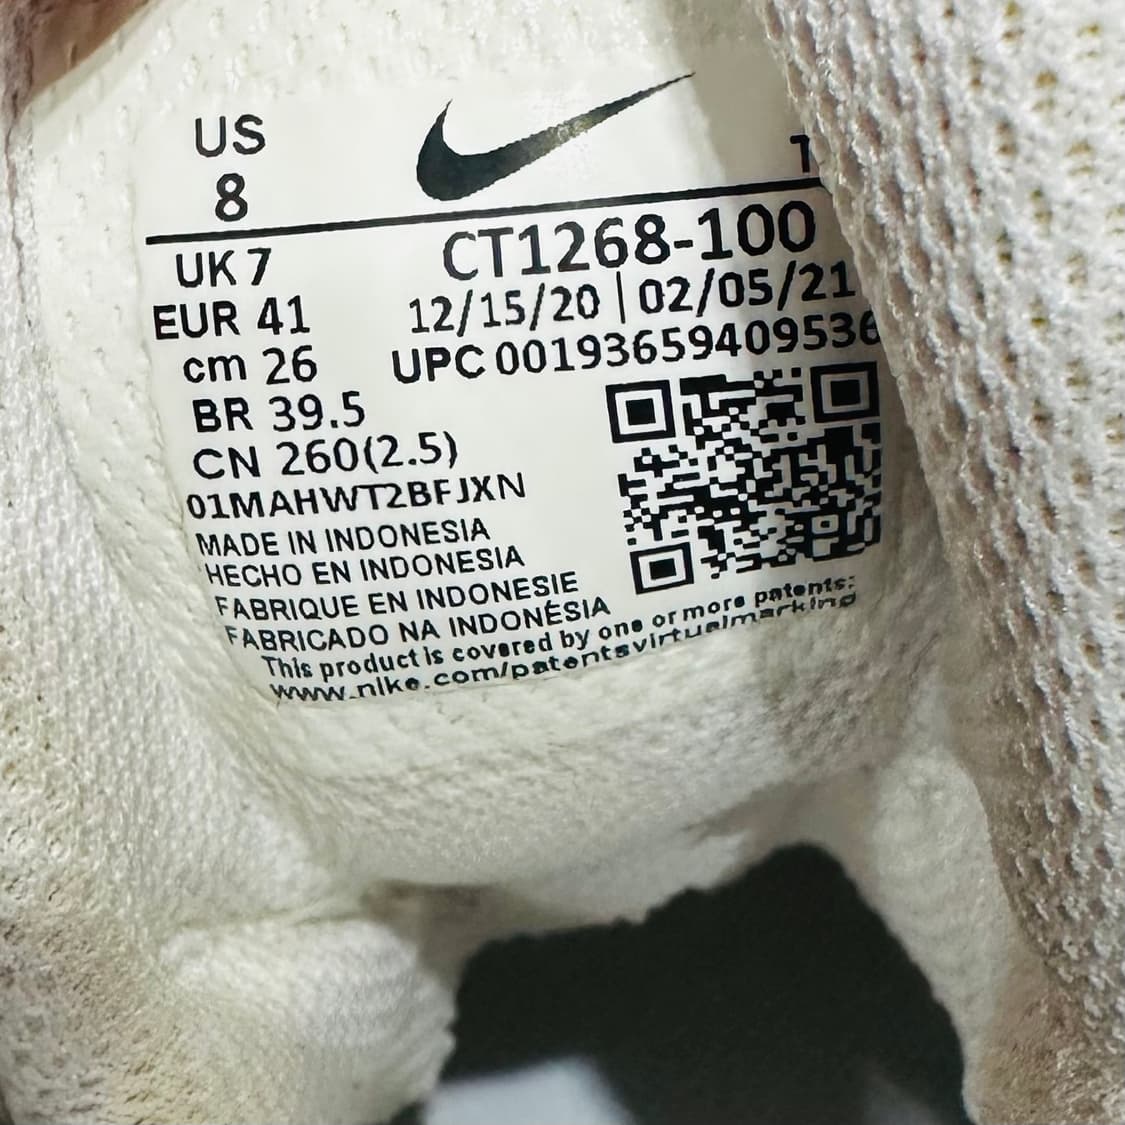 US
8
UK 7
CT1268-100
EUR 41
12/15/20 | 02/05/21
cm 26
UPC 00193659409536
BR 39.5
CN 260(2.5)
01MAHWT2BFJXN
MADE IN INDONESIA
HECHO EN INDONESIA
FABRIQUE EN INDONESIE
FABRICADO NA INDONÉSIA
This product is covered by one or more patents:
www.nike.com/patentsvirtualmarking